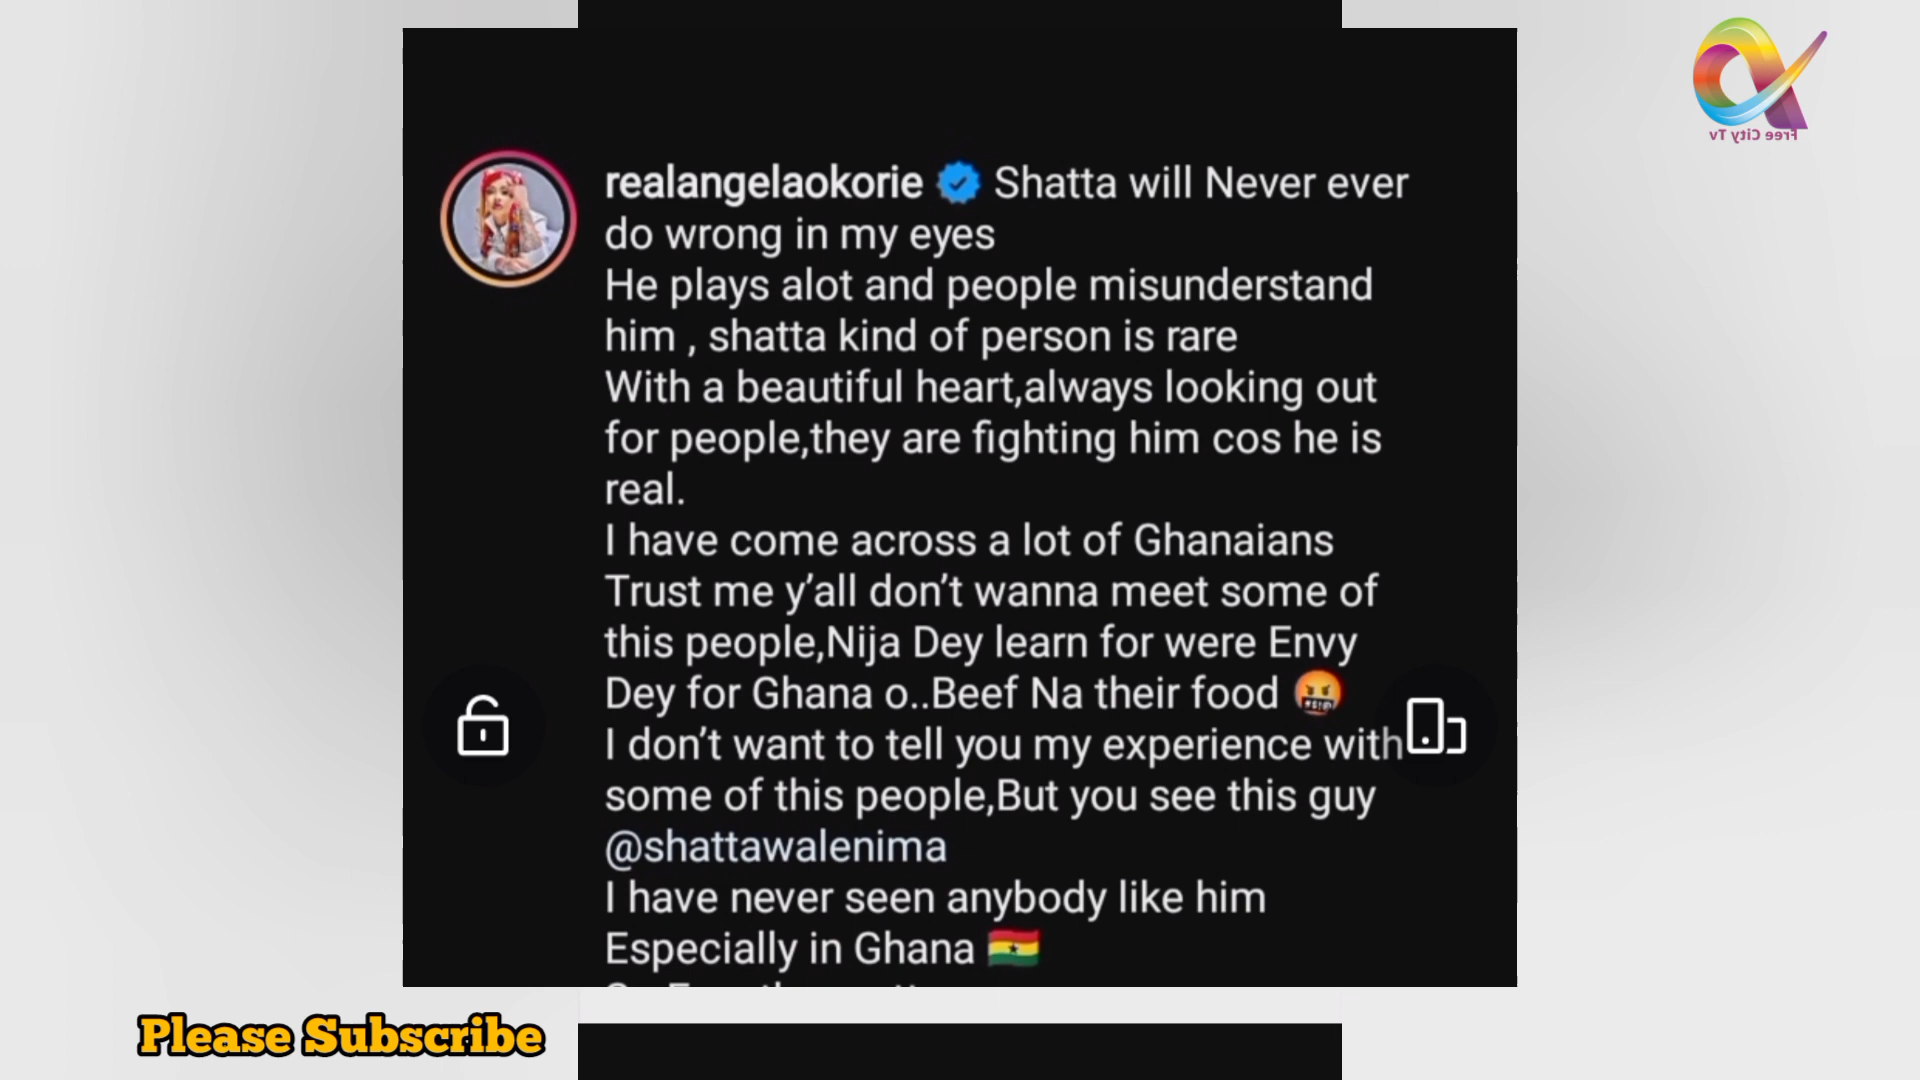 Free City Tv
realangelaokorie Shatta will Never ever
do wrong in my eyes
He plays alot and people misunderstand
him , shatta kind of person is rare
With a beautiful heart,always looking out
for people,they are fighting him cos he is
real.
I have come across a lot of Ghanaians
Trust me y’all don’t wanna meet some of
this people,Nija Dey learn for were Envy
Dey for Ghana o..Beef Na their food 🤬
I don’t want to tell you my experience with
some of this people,But you see this guy
@shattawalenima
I have never seen anybody like him
Especially in Ghana 🇬🇭
Please Subscribe